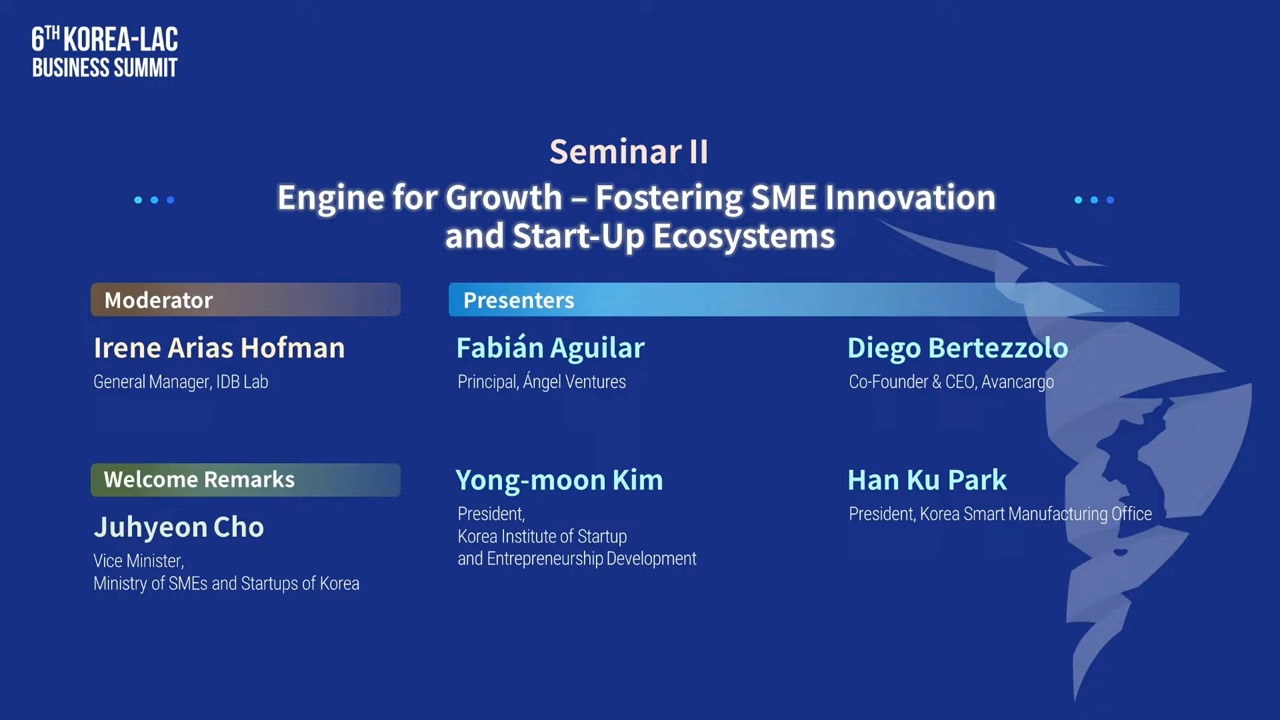 6TH KOREA-LAC
BUSINESS SUMMIT
Seminar II
Engine for Growth – Fostering SME Innovation
and Start-Up Ecosystems
Moderator
Irene Arias Hofman
General Manager, IDB Lab
Welcome Remarks
Juhyeon Cho
Vice Minister,
Ministry of SMEs and Startups of Korea
Presenters
Fabián Aguilar
Principal, Ángel Ventures
Diego Bertezzolo
Co-Founder & CEO, Avancargo
Yong-moon Kim
President,
Korea Institute of Startup
and Entrepreneurship Development
Han Ku Park
President, Korea Smart Manufacturing Office